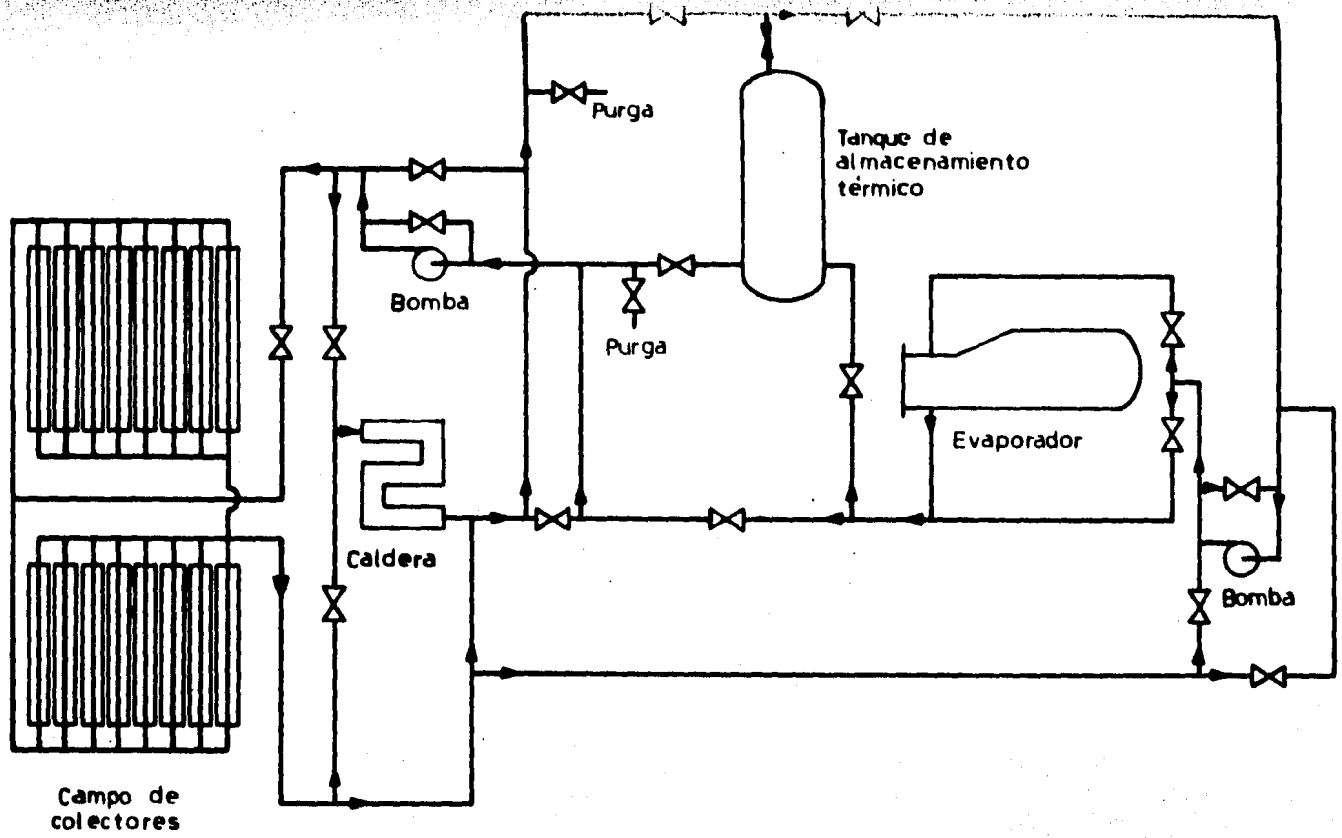 Purga
Tanque de
almacenamiento
térmico
Bomba
Purga
Evaporador
Caldera
Bomba
Campo de
colectores